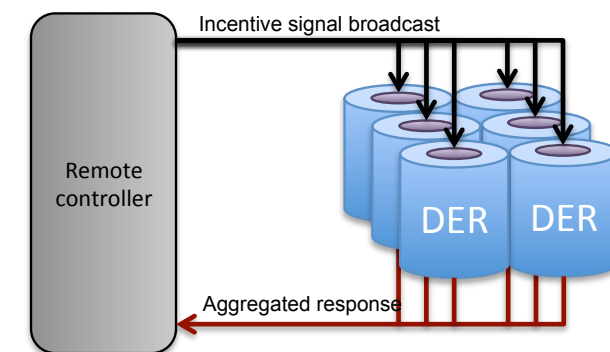 Incentive signal broadcast
Remote
controller
DER DER
Aggregated response